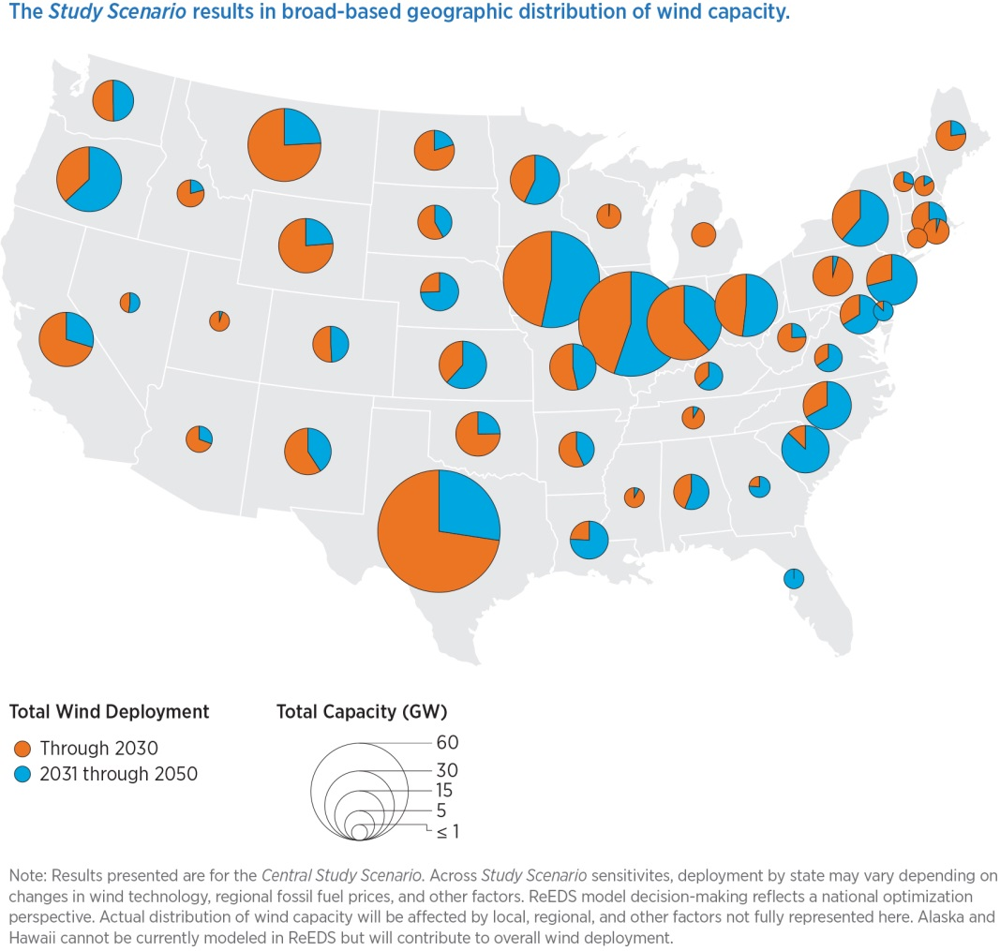 The Study Scenario results in broad-based geographic distribution of wind capacity.
Total Wind Deployment
Through 2030
2031 through 2050
Total Capacity (GW)
60
30
15
5
≤ 1
Note: Results presented are for the Central Study Scenario. Across Study Scenario sensitivites, deployment by state may vary depending on
changes in wind technology, regional fossil fuel prices, and other factors. ReEDS model decision-making reflects a national optimization
perspective. Actual distribution of wind capacity will be affected by local, regional, and other factors not fully represented here. Alaska and
Hawaii cannot be currently modeled in ReEDS but will contribute to overall wind deployment.